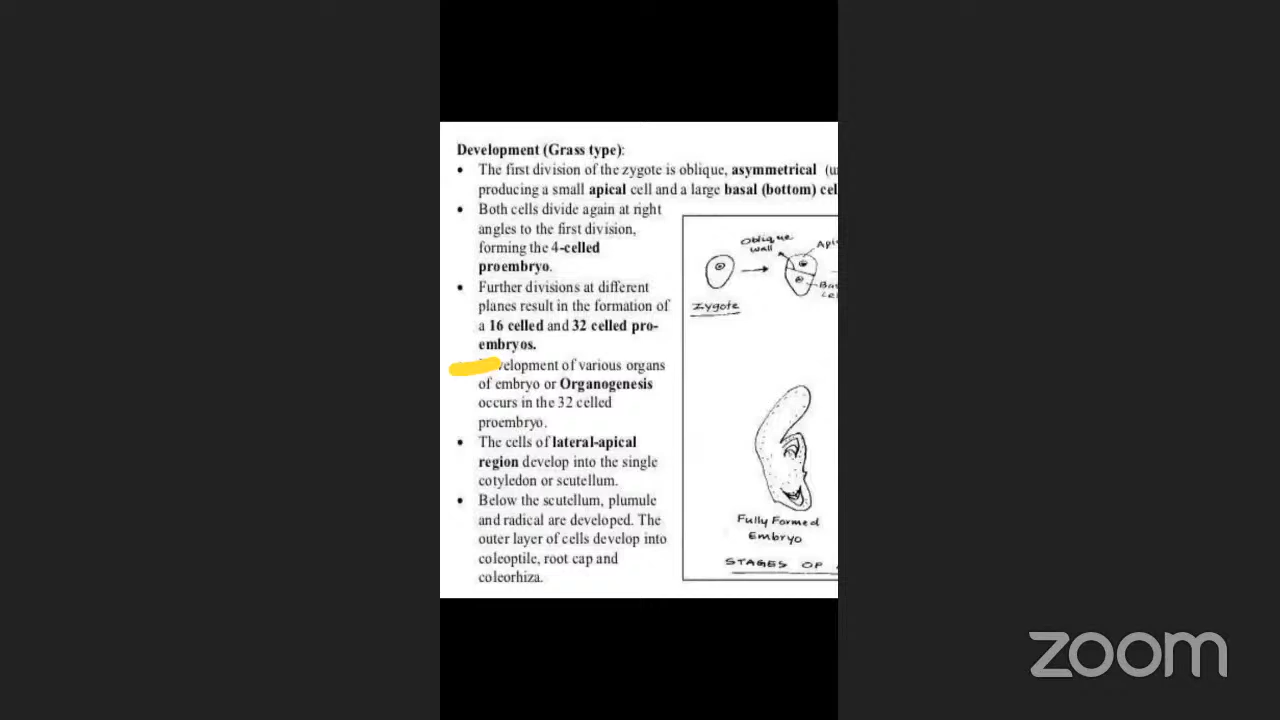 Development (Grass type):
• The first division of the zygote is oblique, asymmetrical (u
producing a small apical cell and a large basal (bottom) cel
• Both cells divide again at right
angles to the first division,
forming the 4-celled
proembryo.
• Further divisions at different
planes result in the formation of
a 16 celled and 32 celled pro-
embryos.
velopment of various organs
of embryo or Organogenesis
occurs in the 32 celled
proembryo.
• The cells of lateral-apical
region develop into the single
cotyledon or scutellum.
• Below the scutellum, plumule
and radical are developed. The
outer layer of cells develop into
coleoptile, root cap and
coleorhiza.
Oblique
wall
Api
Bas
cel
Zygote
Fully Formed
Embryo
STAGES OF
zoom